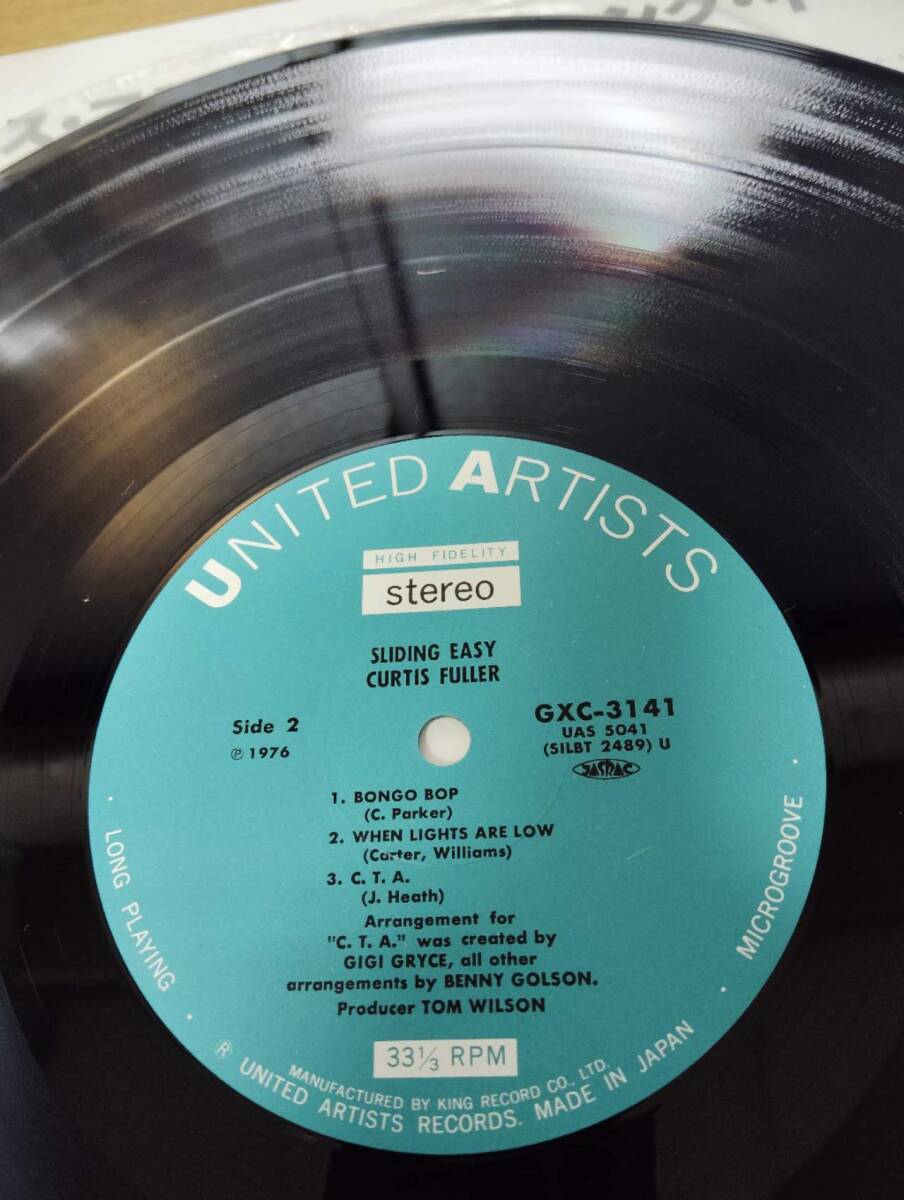 UNITED ARTISTS
HIGH FIDELITY
stereo
SLIDING EASY
CURTIS FULLER
Side 2
℗ 1976
GXC-3141
UAS 5041
(SILBT 2489) U
JASRAC
1. BONGO BOP
(C. Parker)
2. WHEN LIGHTS ARE LOW
(Carter, Williams)
3. C. T. A.
(J. Heath)
Arrangement for
"C. T. A." was created by
GIGI GRYCE, all other
arrangements by BENNY GOLSON.
Producer TOM WILSON
33⅓ RPM
· LONG PLAYING ·
· MICROGROOVE ·
MANUFACTURED BY KING RECORD CO., LTD.
® UNITED ARTISTS RECORDS. MADE IN JAPAN